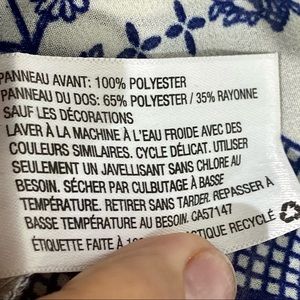 PANNEAU AVANT: 100% POLYESTER
PANNEAU DU DOS: 65% POLYESTER / 35% RAYONNE
SAUF LES DÉCORATIONS
LAVER À LA MACHINE À L'EAU FROIDE AVEC DES
COULEURS SIMILAIRES. CYCLE DÉLICAT. UTILISER
SEULEMENT UN JAVELLISANT SANS CHLORE AU
BESOIN. SÉCHER PAR CULBUTAGE À BASSE
TEMPÉRATURE. RETIRER SANS TARDER. REPASSER À
BASSE TEMPÉRATURE AU BESOIN. CA57147
ÉTIQUETTE FAITE À RECYCLÉ